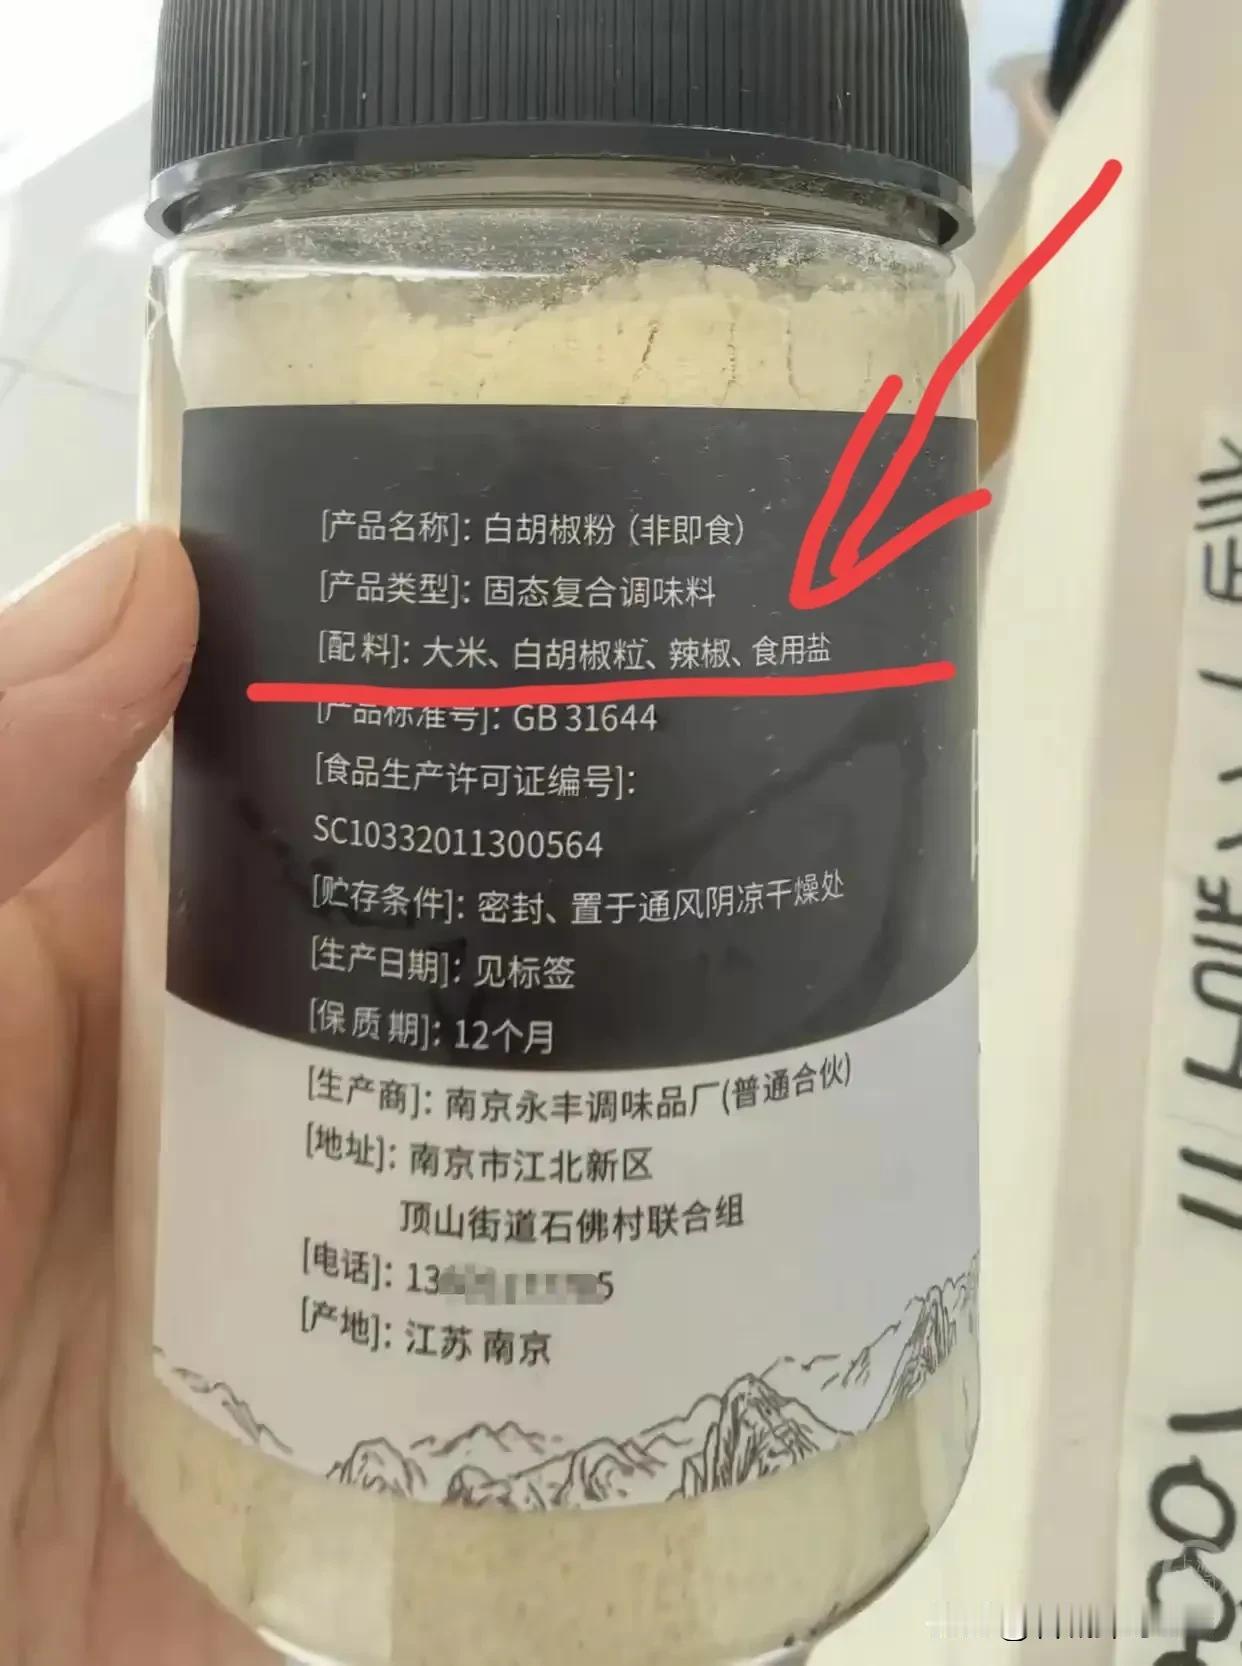 [产品名称]：白胡椒粉（非即食）
[产品类型]：固态复合调味料
[配料]：大米、白胡椒粒、辣椒、食用盐
[产品标准号]：GB 31644
[食品生产许可证编号]：
SC10332011300564
[贮存条件]：密封、置于通风阴凉干燥处
[生产日期]：见标签
[保质期]：12个月
[生产商]：南京永丰调味品厂(普通合伙)
[地址]：南京市江北新区
顶山街道石佛村联合组
[电话]：13 5
[产地]：江苏 南京